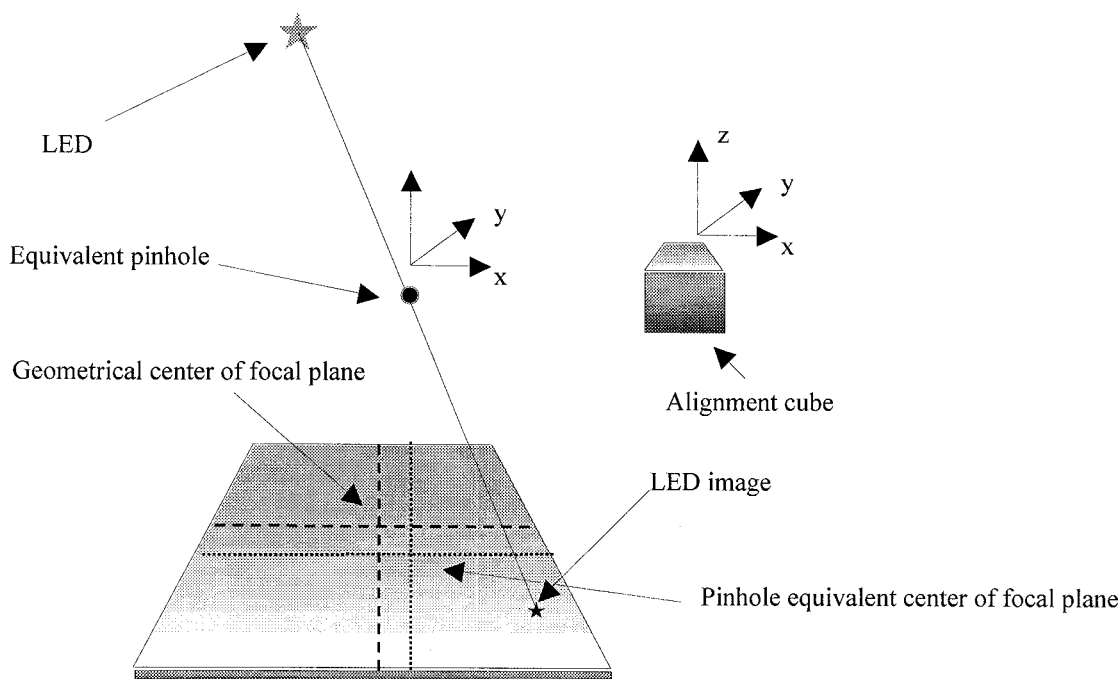 LED
z
y
x
y
x
Equivalent pinhole
Geometrical center of focal plane
Alignment cube
LED image
Pinhole equivalent center of focal plane